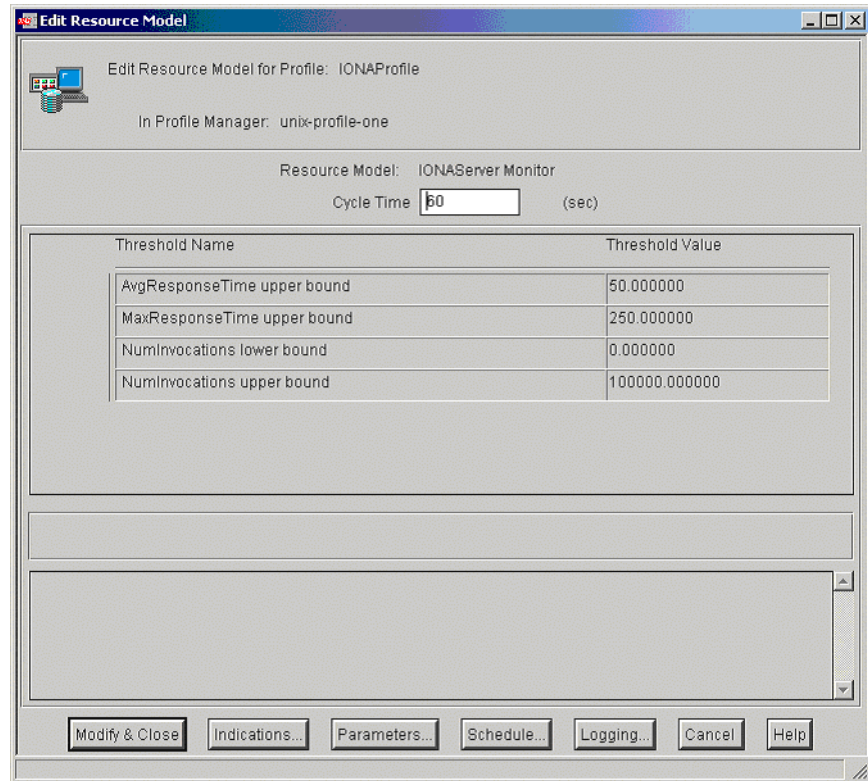 Edit Resource Model
Edit Resource Model for Profile: IONAProfile
In Profile Manager: unix-profile-one
Resource Model: IONAServer Monitor
Cycle Time 60 (sec)
Threshold Name Threshold Value
AvgResponseTime upper bound 50.000000
MaxResponseTime upper bound 250.000000
NumInvocations lower bound 0.000000
NumInvocations upper bound 100000.000000
Modify & Close Indications... Parameters... Schedule... Logging... Cancel Help